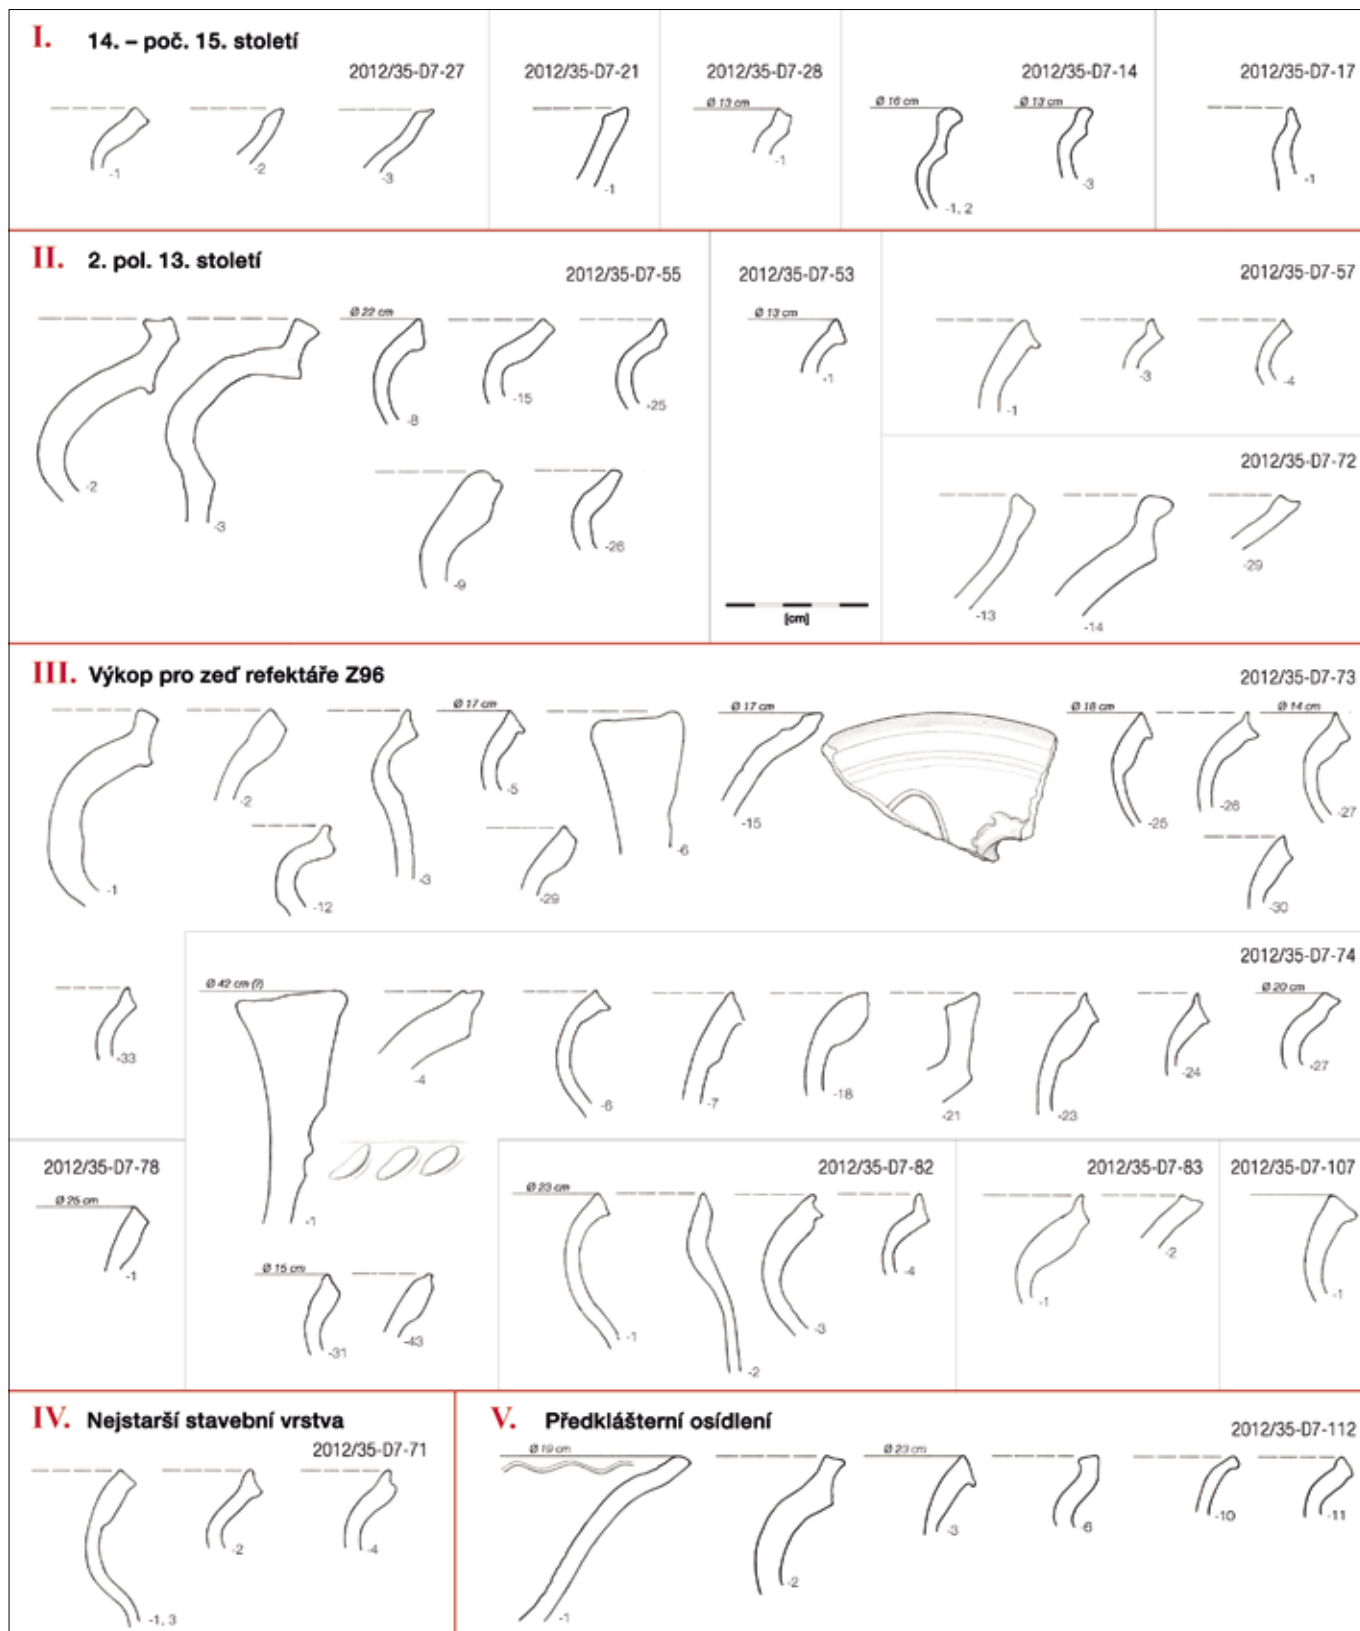 I. 14. – poč. 15. století
2012/35-D7-27
2012/35-D7-21
2012/35-D7-28
2012/35-D7-14
2012/35-D7-17
Ø 13 cm
Ø 16 cm
Ø 13 cm
-1
-2
-3
-1
-1
-1, 2
-3
-1
II. 2. pol. 13. století
2012/35-D7-55
2012/35-D7-53
2012/35-D7-57
Ø 22 cm
Ø 13 cm
-2
-3
-8
-15
-25
-9
-26
-1
-1
-3
-4
2012/35-D7-72
-13
-14
-29
[cm]
III. Výkop pro zeď refektáře Z96
2012/35-D7-73
Ø 17 cm
Ø 17 cm
Ø 18 cm
Ø 14 cm
-1
-2
-12
-3
-5
-29
-6
-15
-25
-26
-27
-30
-33
2012/35-D7-74
Ø 42 cm (?)
Ø 20 cm
-1
-4
-6
-7
-18
-21
-23
-24
-27
Ø 15 cm
-31
-43
2012/35-D7-78
Ø 25 cm
-1
2012/35-D7-82
Ø 23 cm
-1
-2
-3
-4
2012/35-D7-83
-1
-2
2012/35-D7-107
-1
IV. Nejstarší stavební vrstva
2012/35-D7-71
-1, 3
-2
-4
V. Předklášterní osídlení
2012/35-D7-112
Ø 19 cm
Ø 23 cm
-1
-2
-3
-6
-10
-11